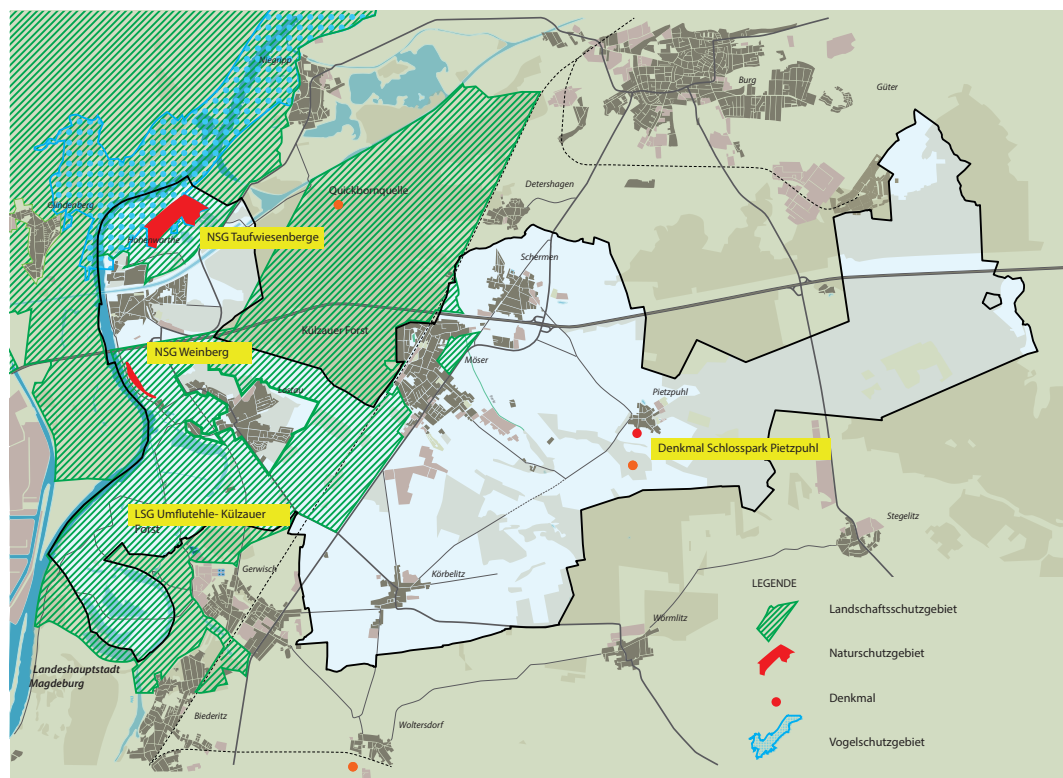 Niegripp
Burg
Güter
Glindenberg
Quickbornquelle
Detershagen
NSG Taufwiesenberge
Hohenwarthe
Schermen
Külzauer Forst
NSG Weinberg
Möser
Lostau
Pietzpuhl
Denkmal Schlosspark Pietzpuhl
LSG Umflutehle- Külzauer
Forst
Stegelitz
Gerwisch
Körbelitz
LEGENDE
Landschaftsschutzgebiet
Wörmlitz
Naturschutzgebiet
Landeshauptstadt
Magdeburg
Denkmal
Biederitz
Woltersdorf
Vogelschutzgebiet